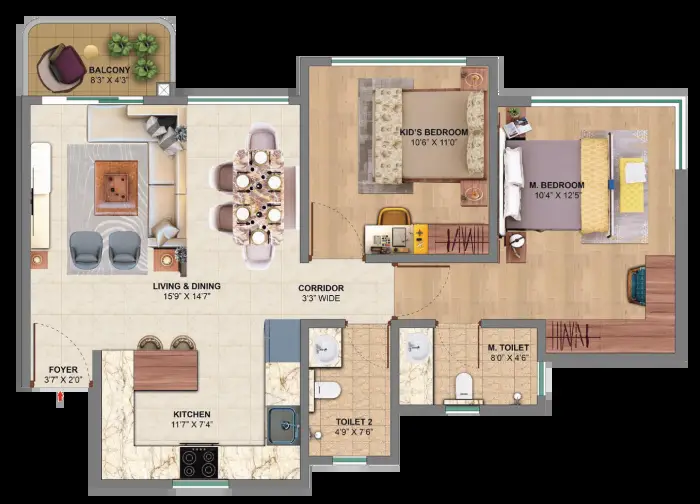 BALCONY
8'3" X 4'3"
KID'S BEDROOM
10'6" X 11'0"
M. BEDROOM
10'4" X 12'5"
LIVING & DINING
15'9" X 14'7"
CORRIDOR
3'3" WIDE
FOYER
3'7" X 2'0"
KITCHEN
11'7" X 7'4"
TOILET 2
4'9" X 7'6"
M. TOILET
8'0" X 4'6"